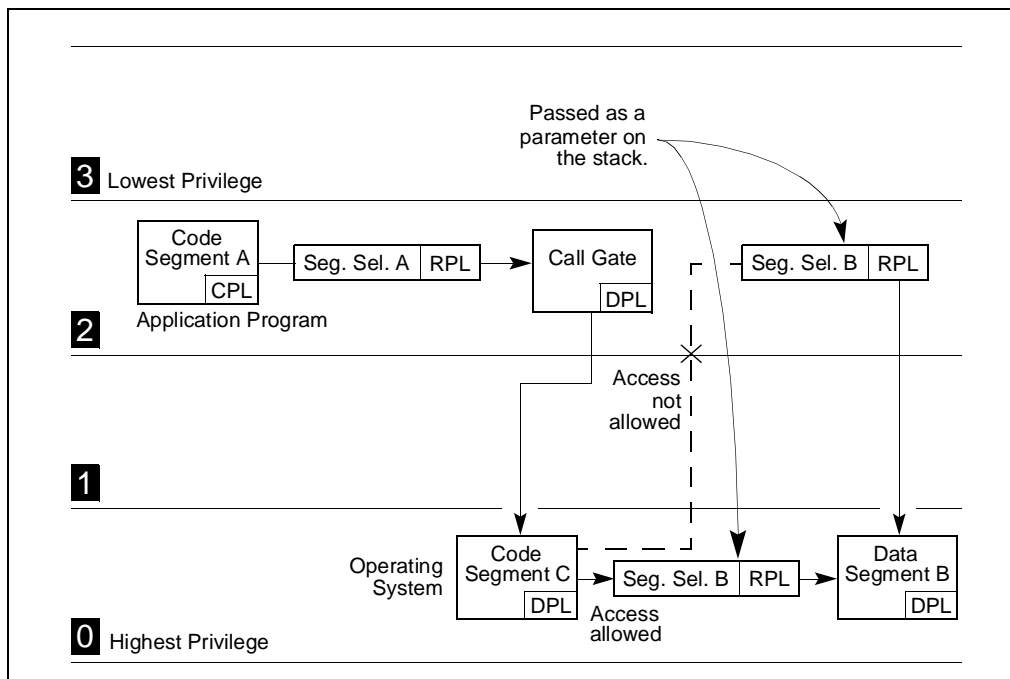 Passed as a
parameter on
the stack.
3 Lowest Privilege
Code
Segment A
CPL
Seg. Sel. A RPL
Call Gate
DPL
Seg. Sel. B RPL
Application Program
2
Access
not
allowed
1
Operating
System
Code
Segment C
DPL
Seg. Sel. B RPL
Access
allowed
Data
Segment B
DPL
0 Highest Privilege